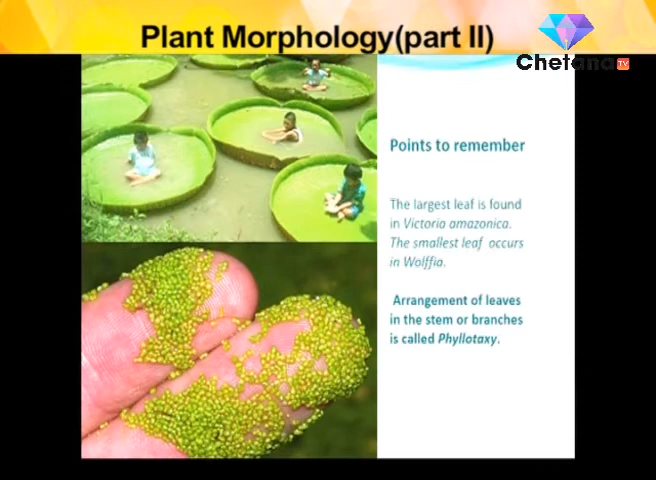 Plant Morphology(part II)
Chetana TV
Points to remember
The largest leaf is found
in Victoria amazonica.
The smallest leaf occurs
in Wolffia.
Arrangement of leaves
in the stem or branches
is called Phyllotaxy.